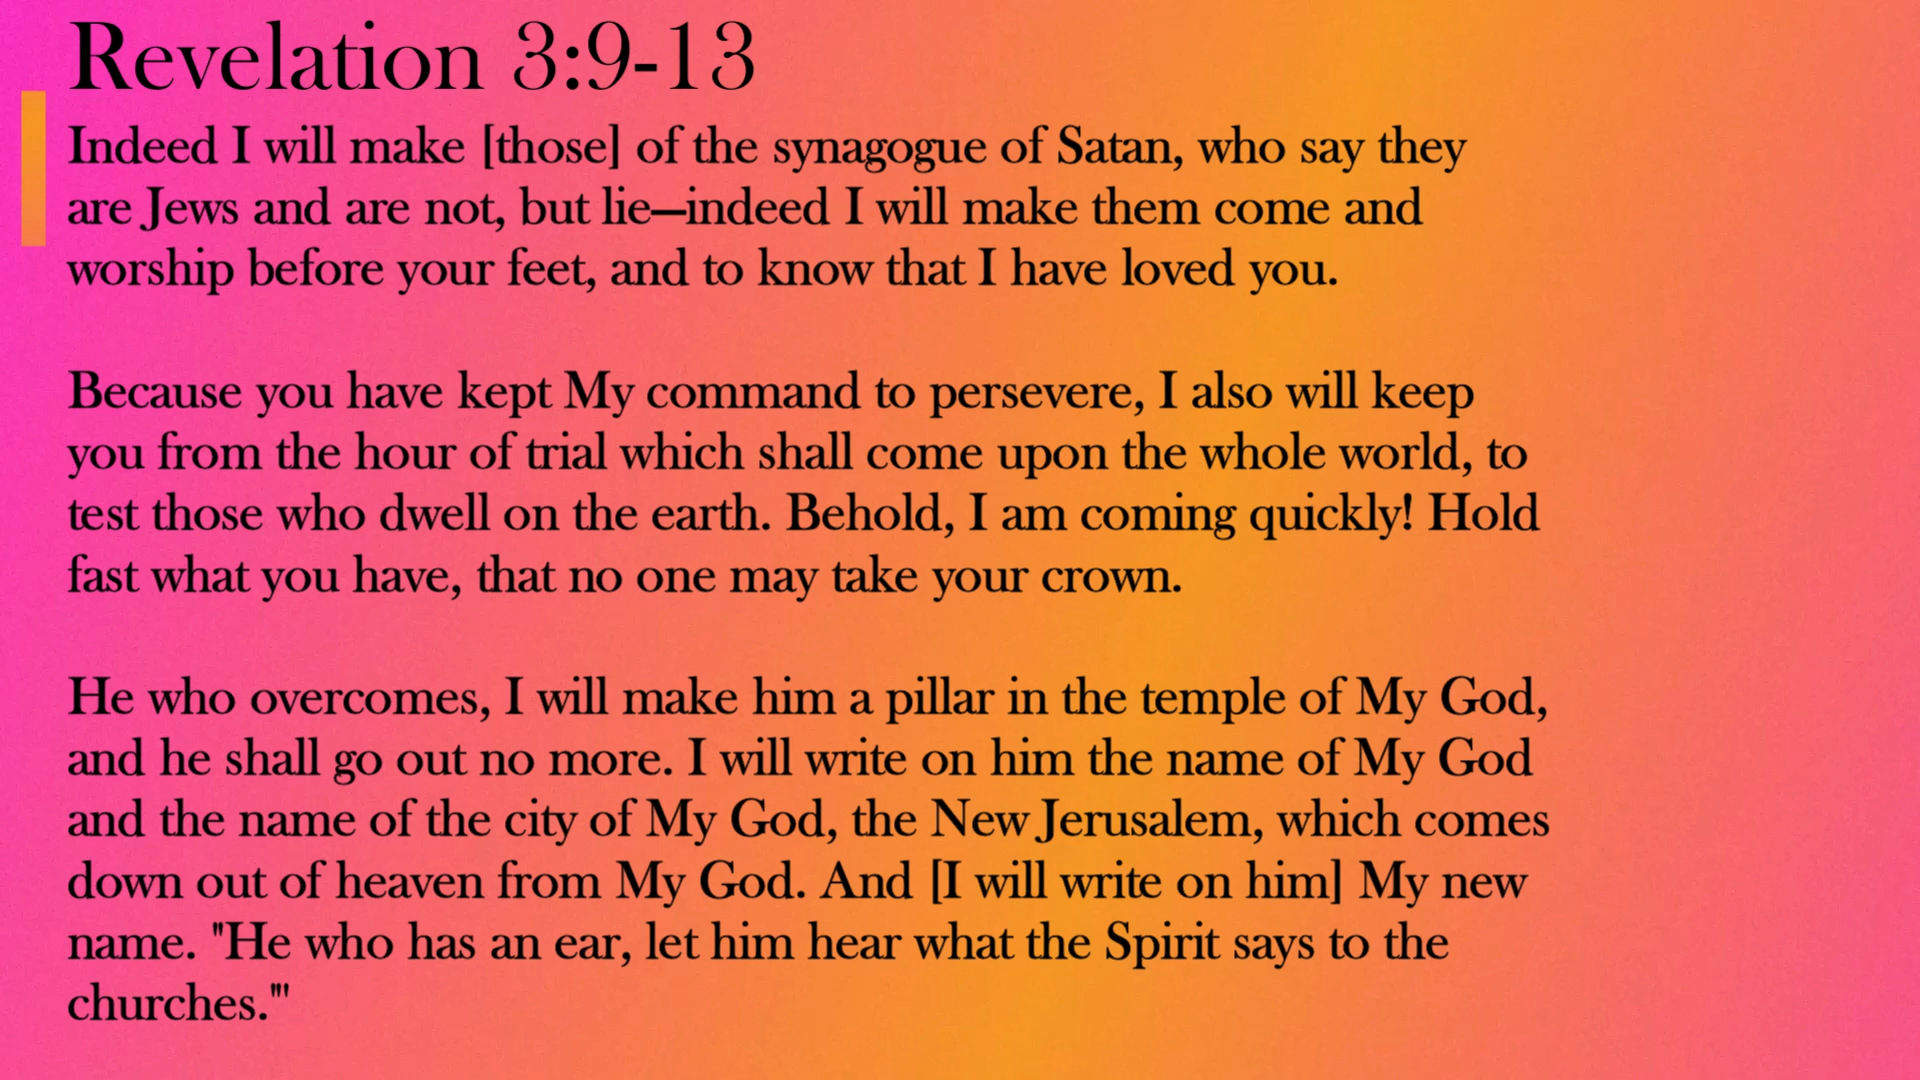 Revelation 3:9-13
Indeed I will make [those] of the synagogue of Satan, who say they
are Jews and are not, but lie—indeed I will make them come and
worship before your feet, and to know that I have loved you.
Because you have kept My command to persevere, I also will keep
you from the hour of trial which shall come upon the whole world, to
test those who dwell on the earth. Behold, I am coming quickly! Hold
fast what you have, that no one may take your crown.
He who overcomes, I will make him a pillar in the temple of My God,
and he shall go out no more. I will write on him the name of My God
and the name of the city of My God, the New Jerusalem, which comes
down out of heaven from My God. And [I will write on him] My new
name. "He who has an ear, let him hear what the Spirit says to the
churches."'